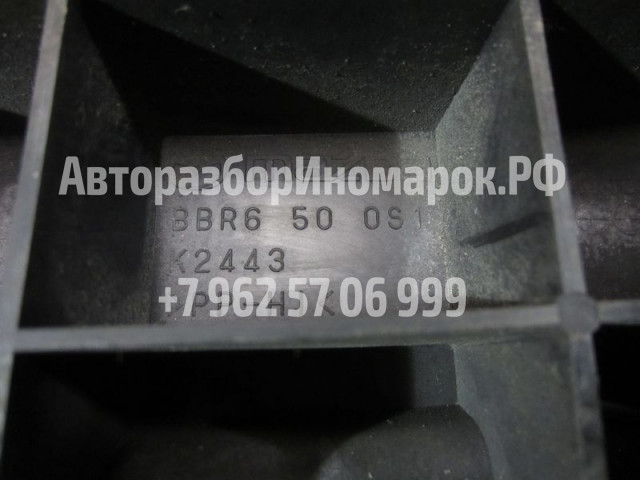 АвторазборИномарок.РФ
BBR6 50 0S1
K2443
+7 962 57 06 999